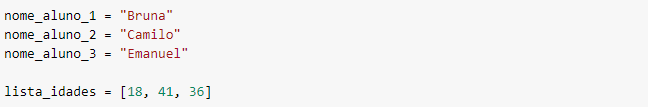 nome_aluno_1 = "Bruna"
nome_aluno_2 = "Camilo"
nome_aluno_3 = "Emanuel"
lista_idades = [18, 41, 36]